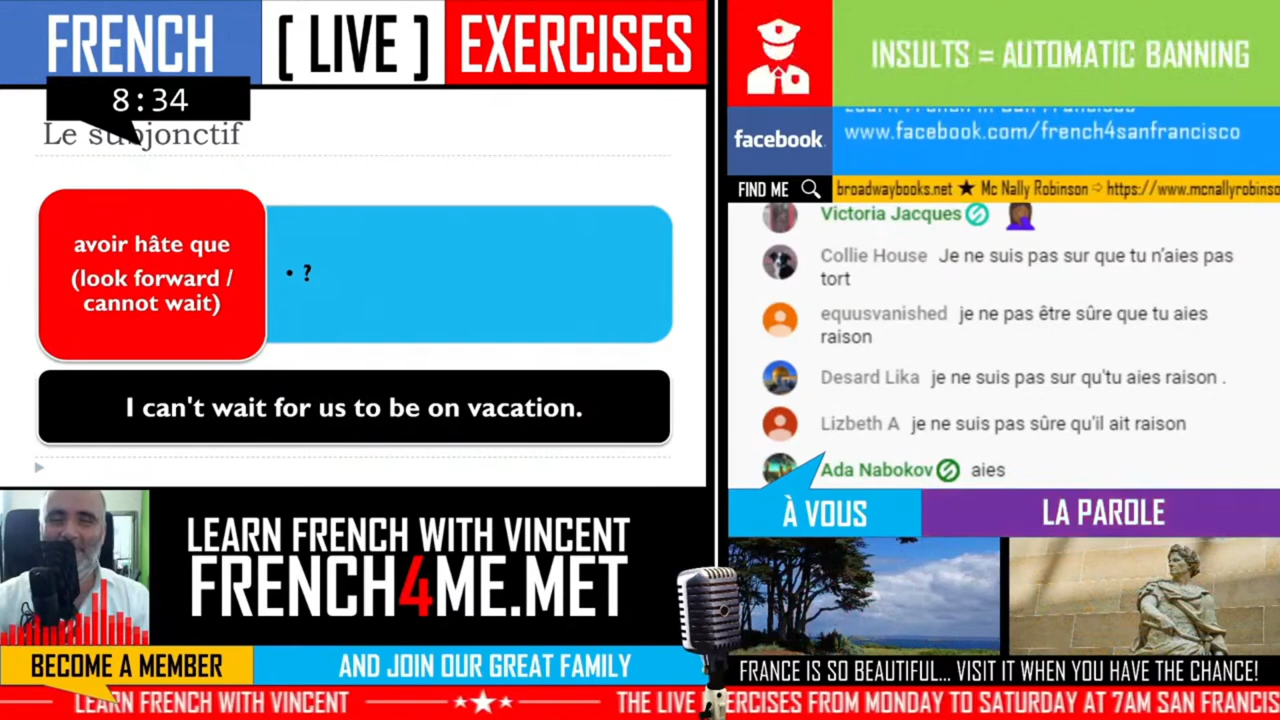 FRENCH
[ LIVE ]
EXERCISES
8:34
Le subjonctif
avoir hâte que
(look forward /
cannot wait)
• ?
I can't wait for us to be on vacation.
LEARN FRENCH WITH VINCENT
FRENCH4ME.MET
BECOME A MEMBER
AND JOIN OUR GREAT FAMILY
INSULTS = AUTOMATIC BANNING
facebook.
Learn French in San Francisco
www.facebook.com/french4sanfrancisco
FIND ME
broadwaybooks.net ★ Mc Nally Robinson ⇨ https://www.mcnallyrobinso
Victoria Jacques
Collie House Je ne suis pas sur que tu n'aies pas
tort
equusvanished je ne pas être sûre que tu aies
raison
Desard Lika je ne suis pas sur qu'tu aies raison .
Lizbeth A je ne suis pas sûre qu'il ait raison
Ada Nabokov aies
À VOUS
LA PAROLE
FRANCE IS SO BEAUTIFUL... VISIT IT WHEN YOU HAVE THE CHANCE!
LEARN FRENCH WITH VINCENT ★ THE LIVE EXERCISES FROM MONDAY TO SATURDAY AT 7AM SAN FRANCIS